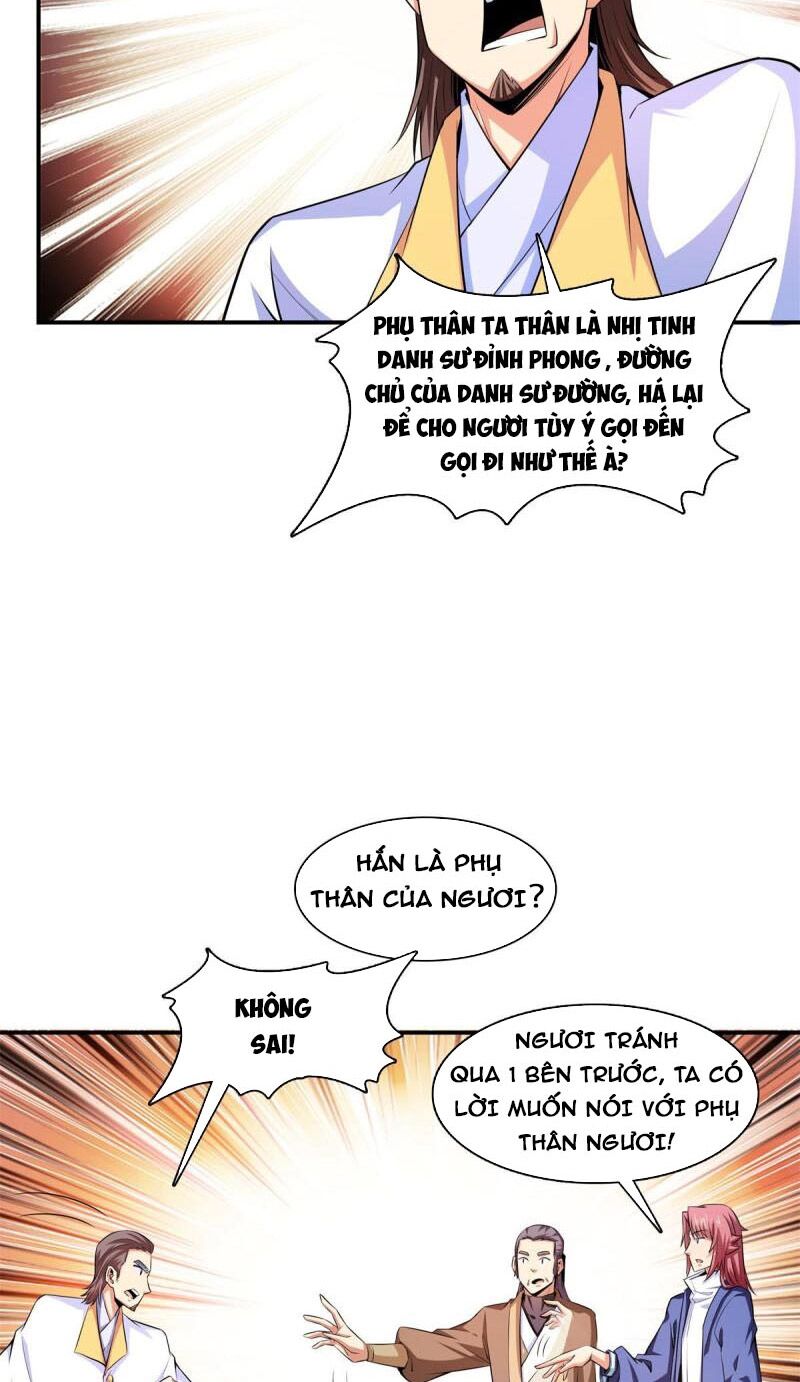 PHỤ THÂN TA THÂN LÀ NHỊ TINH
DANH SƯ ĐỈNH PHONG, ĐƯỜNG
CHỦ CỦA DANH SƯ ĐƯỜNG, HÁ LẠI
ĐỂ CHO NGƯƠI TÙY Ý GỌI ĐẾN
GỌI ĐI NHƯ THẾ À?
HẮN LÀ PHỤ
THÂN CỦA NGƯƠI?
KHÔNG
SAI!
NGƯƠI TRÁNH
QUA 1 BÊN TRƯỚC, TA CÓ
LỜI MUỐN NÓI VỚI PHỤ
THÂN NGƯƠI!